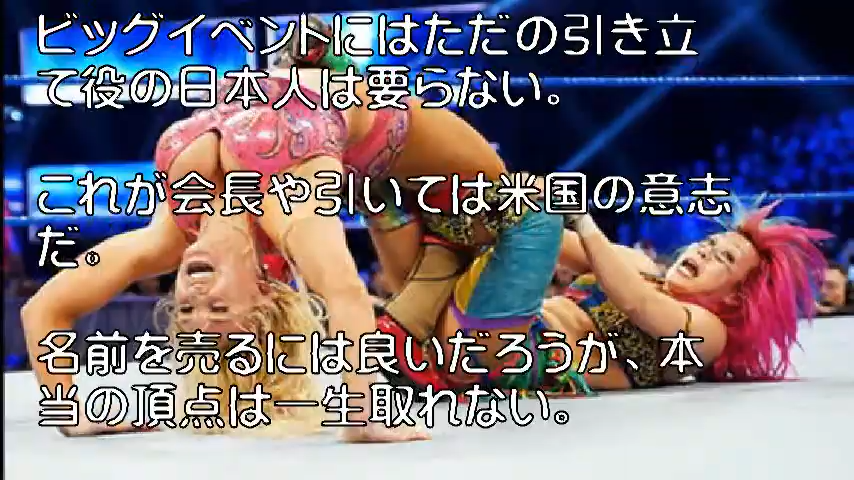 ビッグイベントにはただの引き立
て役の日本人は要らない。
これが会長や引いては米国の意志
だ。
名前を売るには良いだろうが、本
当の頂点は一生取れない。